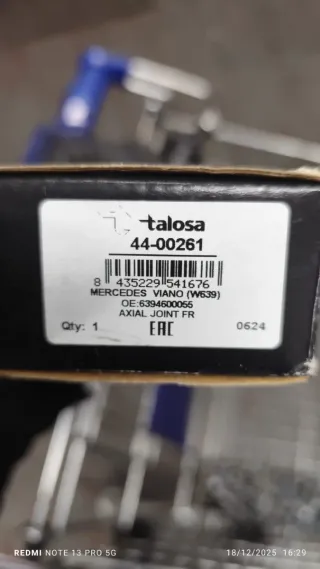 talosa
44-00261
8 435229 541676
MERCEDES VIANO (W639)
OE:6394600055
AXIAL JOINT FR
Qty: 1 EAC 0624
REDMI NOTE 13 PRO 5G 18/12/2025 16:29